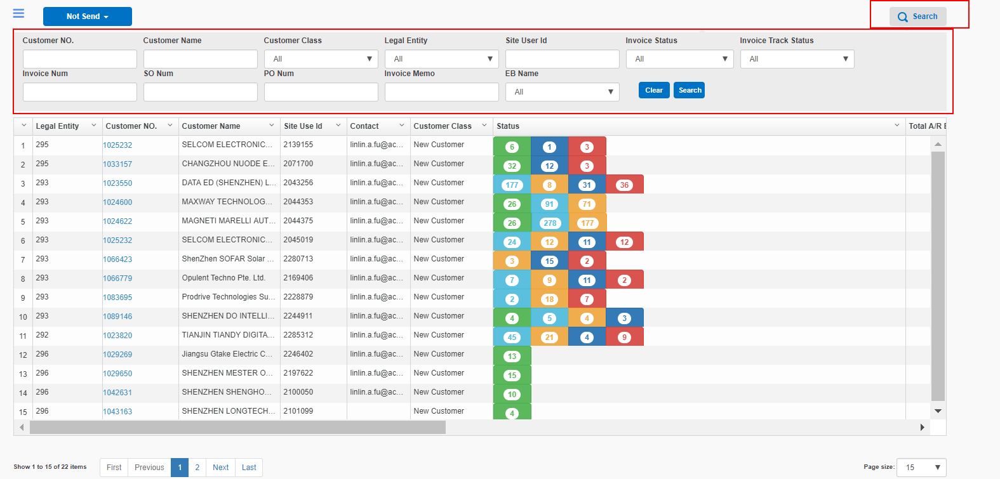 Not Send
Search
Customer NO. Customer Name Customer Class Legal Entity Site User Id Invoice Status Invoice Track Status
All All All All
Invoice Num SO Num PO Num Invoice Memo EB Name
All Clear Search
Legal Entity Customer NO. Customer Name Site Use Id Contact Customer Class Status Total A/R
1 295 1025232 SELCOM ELECTRONIC... 2139155 linlin.a.fu@ac... New Customer 6 1 3
2 295 1033157 CHANGZHOU NUODE E... 2071700 linlin.a.fu@ac... New Customer 32 12 3
3 293 1023550 DATA ED (SHENZHEN) L... 2043256 linlin.a.fu@ac... New Customer 177 8 31 36
4 293 1024600 MAXWAY TECHNOLOG... 2044353 linlin.a.fu@ac... New Customer 26 91 71
5 293 1024622 MAGNETI MARELLI AUT... 2044375 linlin.a.fu@ac... New Customer 26 278 177
6 293 1025232 SELCOM ELECTRONIC... 2045019 linlin.a.fu@ac... New Customer 24 12 11 12
7 293 1066423 ShenZhen SOFAR Solar ... 2280713 linlin.a.fu@ac... New Customer 3 15 2
8 293 1066779 Opulent Techno Pte. Ltd. 2169406 linlin.a.fu@ac... New Customer 7 9 11 2
9 293 1083695 Prodrive Technologies Su... 2228879 linlin.a.fu@ac... New Customer 2 18 7
10 293 1089146 SHENZHEN DO INTELLI... 2244911 linlin.a.fu@ac... New Customer 4 5 4 3
11 292 1023820 TIANJIN TIANDY DIGITA... 2285312 linlin.a.fu@ac... New Customer 45 21 4 9
12 296 1029269 Jiangsu Gtake Electric C... 2246402 linlin.a.fu@ac... New Customer 13
13 296 1029650 SHENZHEN MESTER O... 2197622 linlin.a.fu@ac... New Customer 15
14 296 1042631 SHENZHEN SHENGHO... 2100050 linlin.a.fu@ac... New Customer 10
15 296 1043163 SHENZHEN LONGTECH... 2101099 New Customer 4
Show 1 to 15 of 22 items First Previous 1 2 Next Last Page size: 15